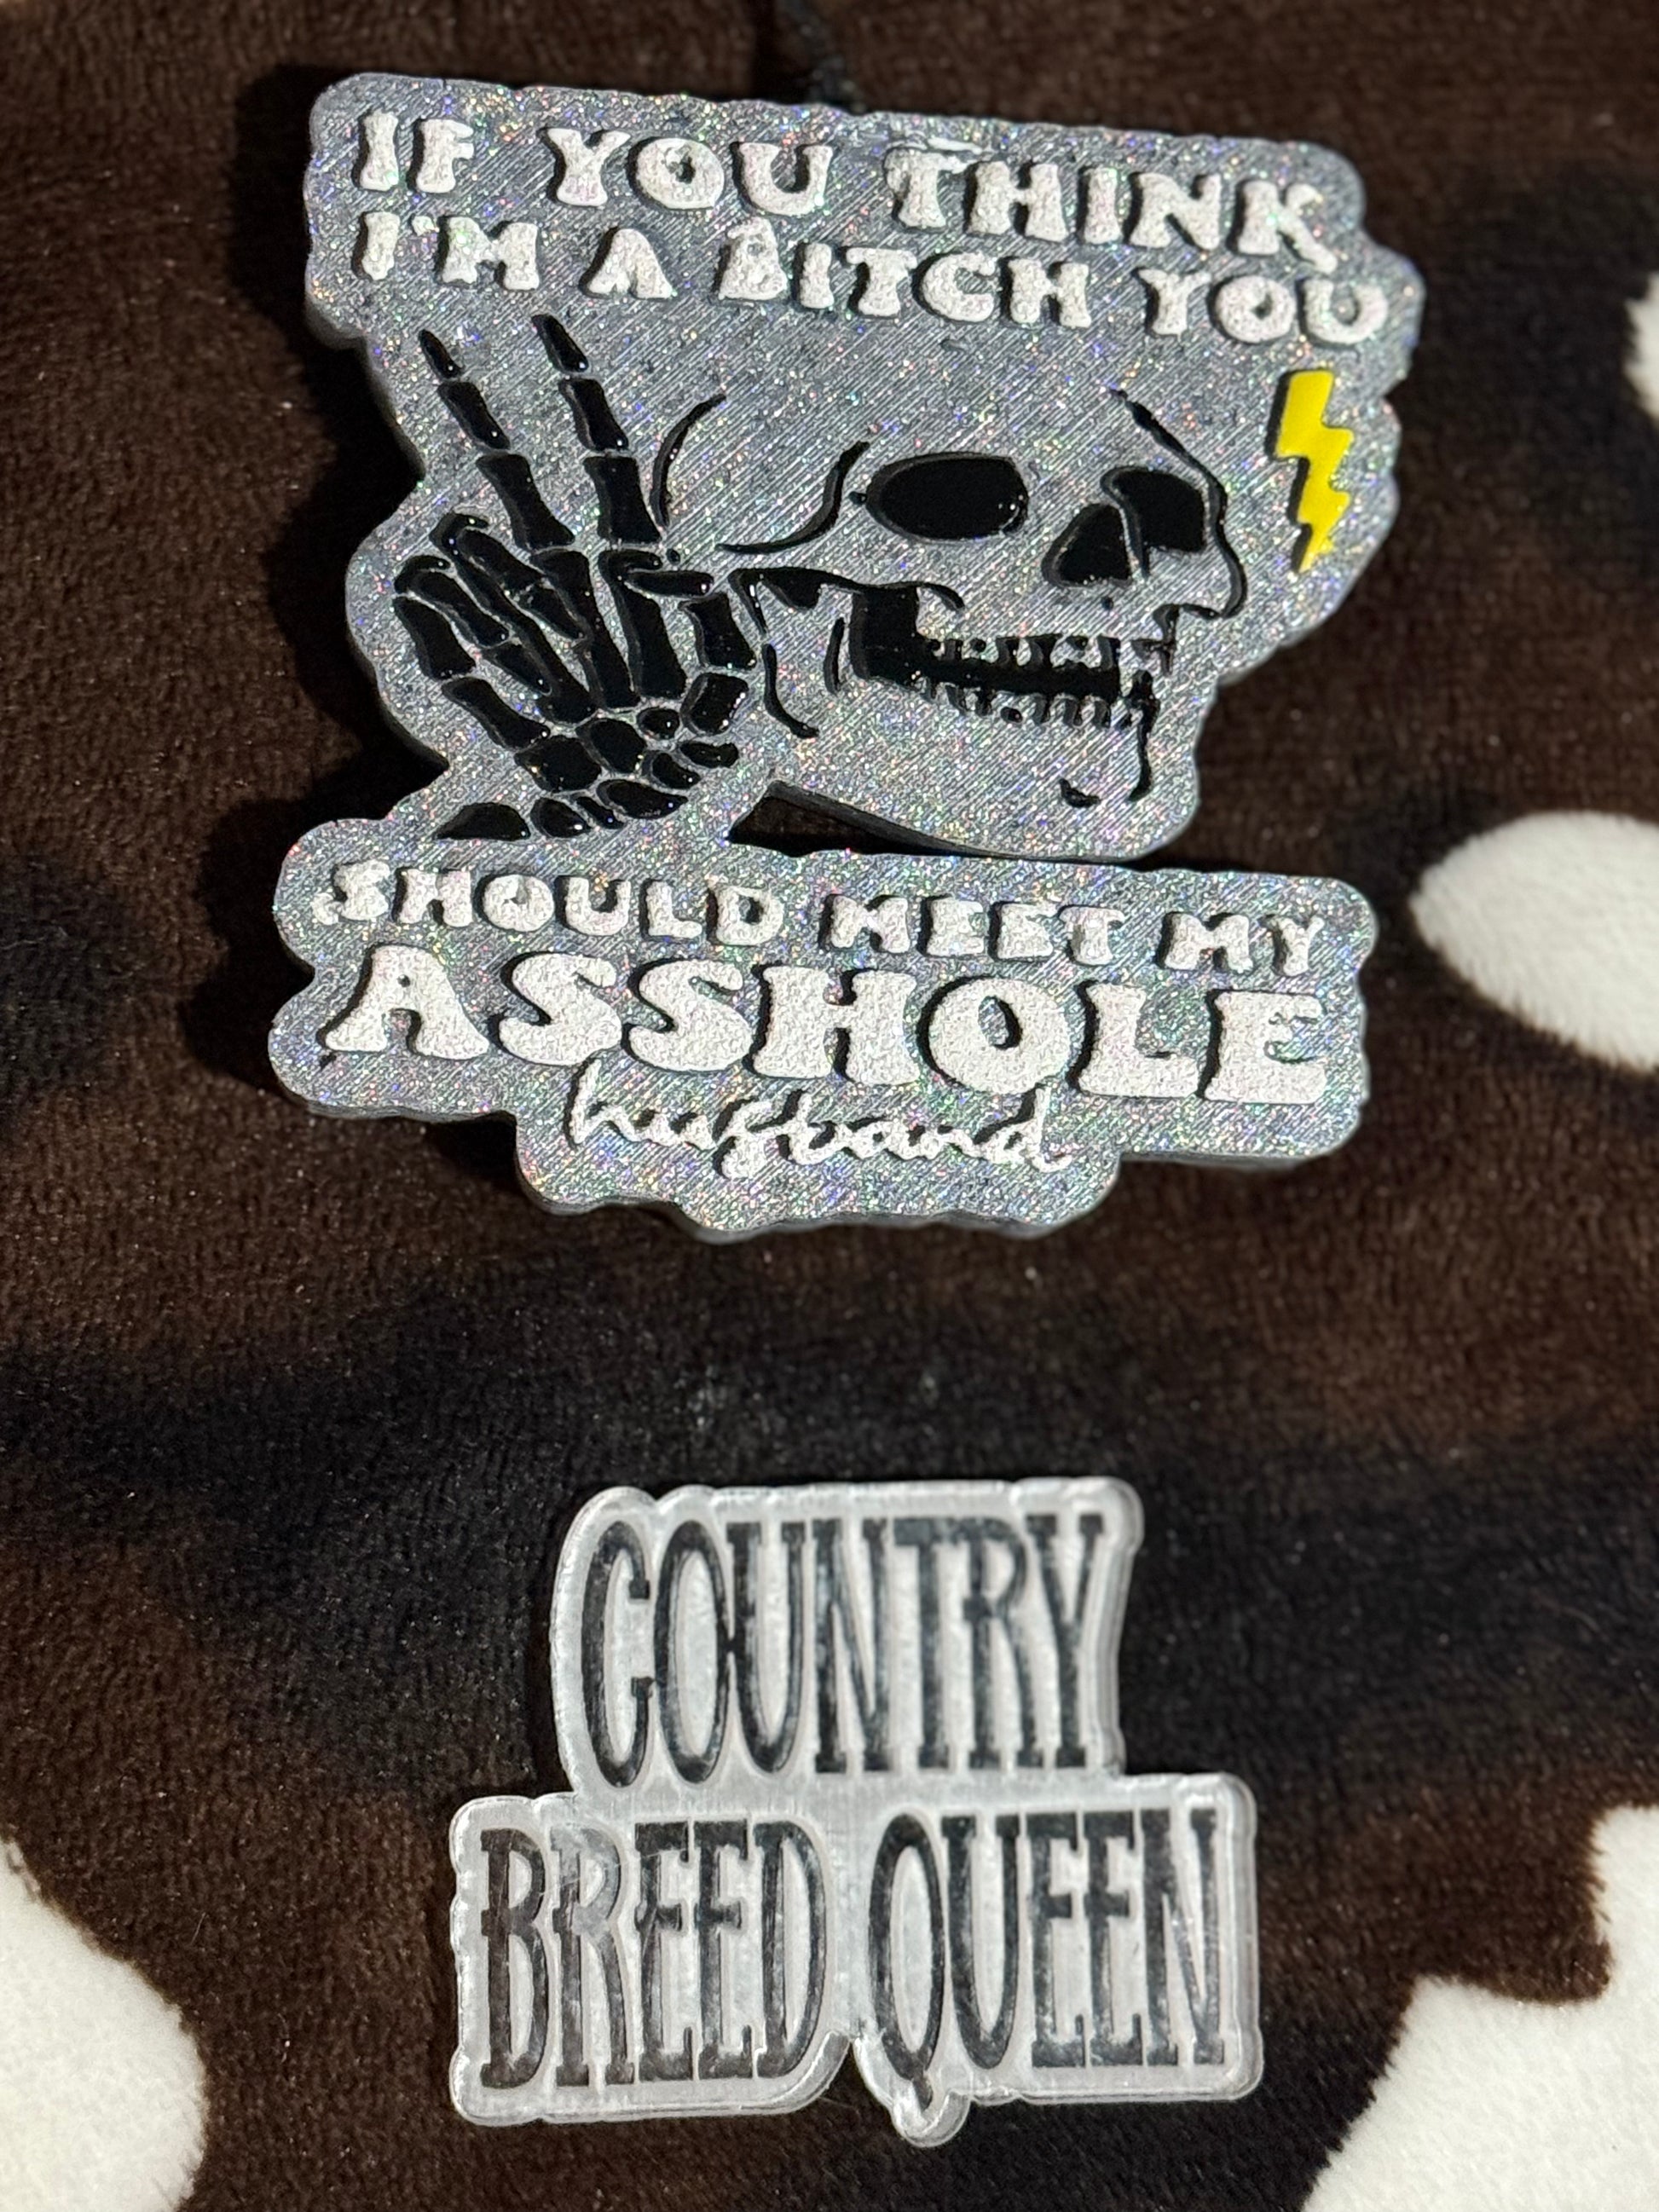 IF YOU THINK
I'M A BITCH YOU
SHOULD MEET MY
ASSHOLE
husband
COUNTRY
BREED QUEEN